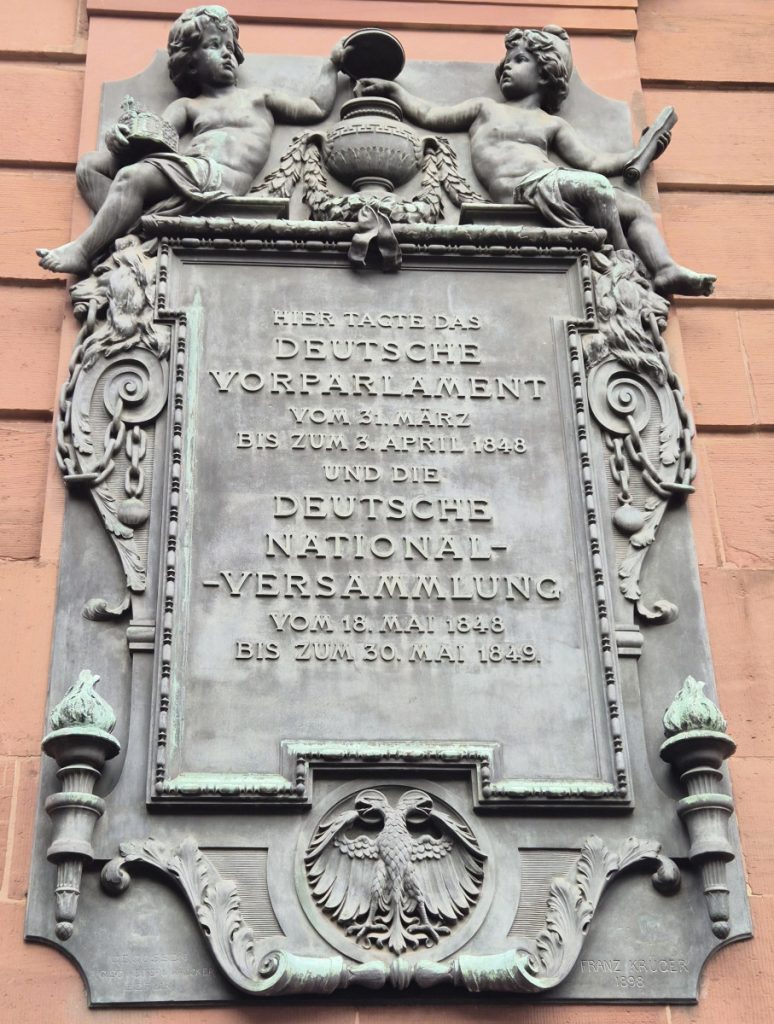 HIER TAGTE DAS
DEUTSCHE
VORPARLAMENT
VOM 31. MÄRZ
BIS ZUM 3. APRIL 1848
UND DIE
DEUTSCHE
NATIONAL-
-VERSAMMLUNG
VOM 18. MAI 1848
BIS ZUM 30. MAI 1849.
GEGOSSEN
FRANZ KRÜGER
1898